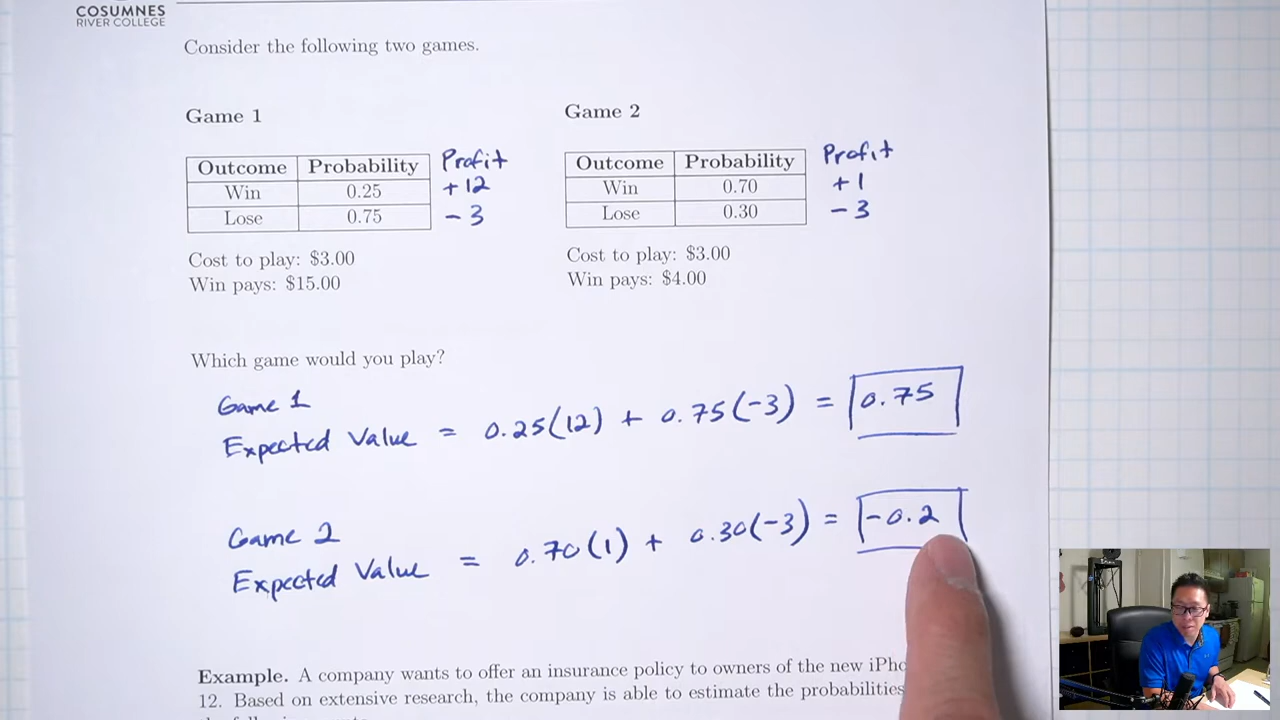 COSUMNES
RIVER COLLEGE
Consider the following two games.
Game 1
Outcome Probability Profit
Win 0.25 +12
Lose 0.75 -3
Cost to play: $3.00
Win pays: $15.00
Game 2
Outcome Probability Profit
Win 0.70 +1
Lose 0.30 -3
Cost to play: $3.00
Win pays: $4.00
Which game would you play?
Game 1
Expected Value = 0.25(12) + 0.75(-3) = 0.75
Game 2
Expected Value = 0.70(1) + 0.30(-3) = -0.2
Example. A company wants to offer an insurance policy to owners of the new
12. Based on extensive research, the company is able to estimate the probabilities